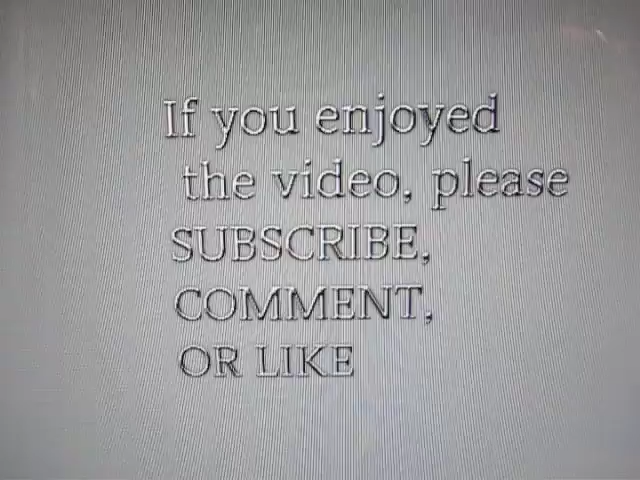 If you enjoyed
the video, please
SUBSCRIBE,
COMMENT,
OR LIKE